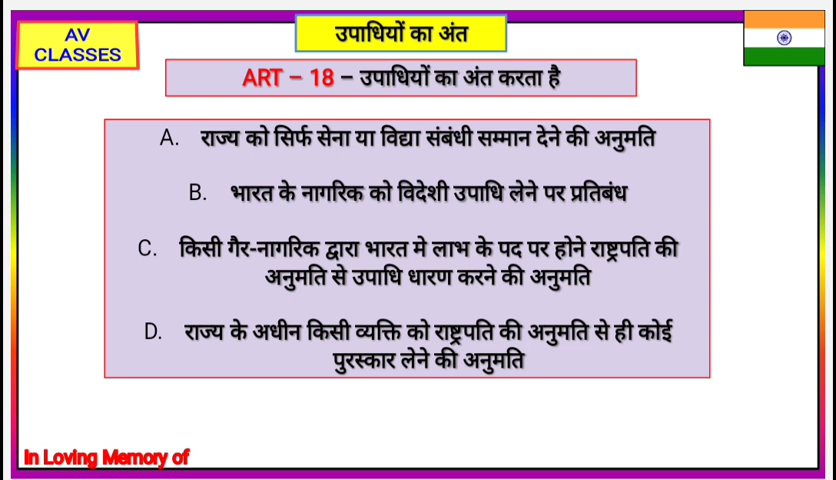 AV
CLASSES
उपाधियों का अंत
ART – 18 – उपाधियों का अंत करता है
A. राज्य को सिर्फ सेना या विद्या संबंधी सम्मान देने की अनुमति
B. भारत के नागरिक को विदेशी उपाधि लेने पर प्रतिबंध
C. किसी गैर-नागरिक द्वारा भारत मे लाभ के पद पर होने राष्ट्रपति की
अनुमति से उपाधि धारण करने की अनुमति
D. राज्य के अधीन किसी व्यक्ति को राष्ट्रपति की अनुमति से ही कोई
पुरस्कार लेने की अनुमति
In Loving Memory of